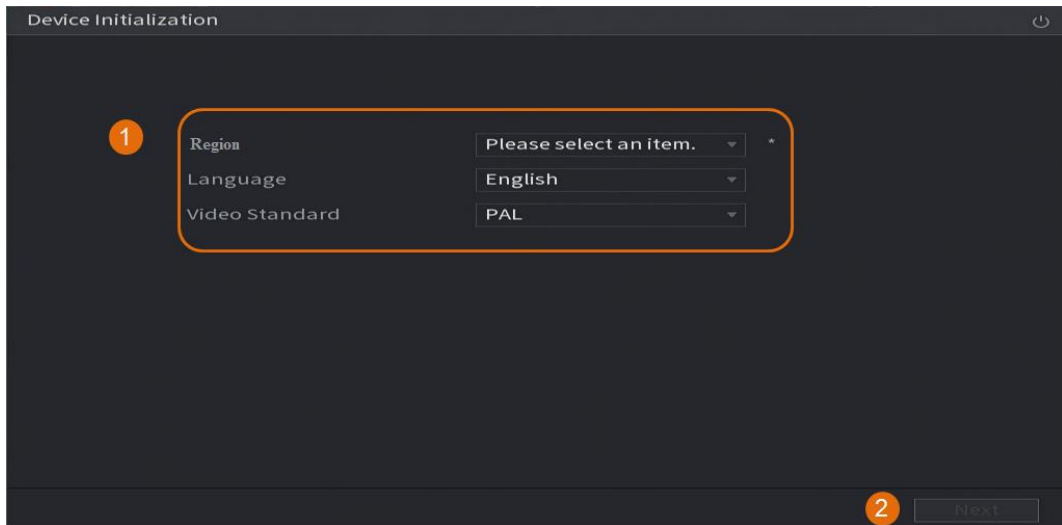 Device Initialization
1
Region Please select an item. *
Language English
Video Standard PAL
2 Next